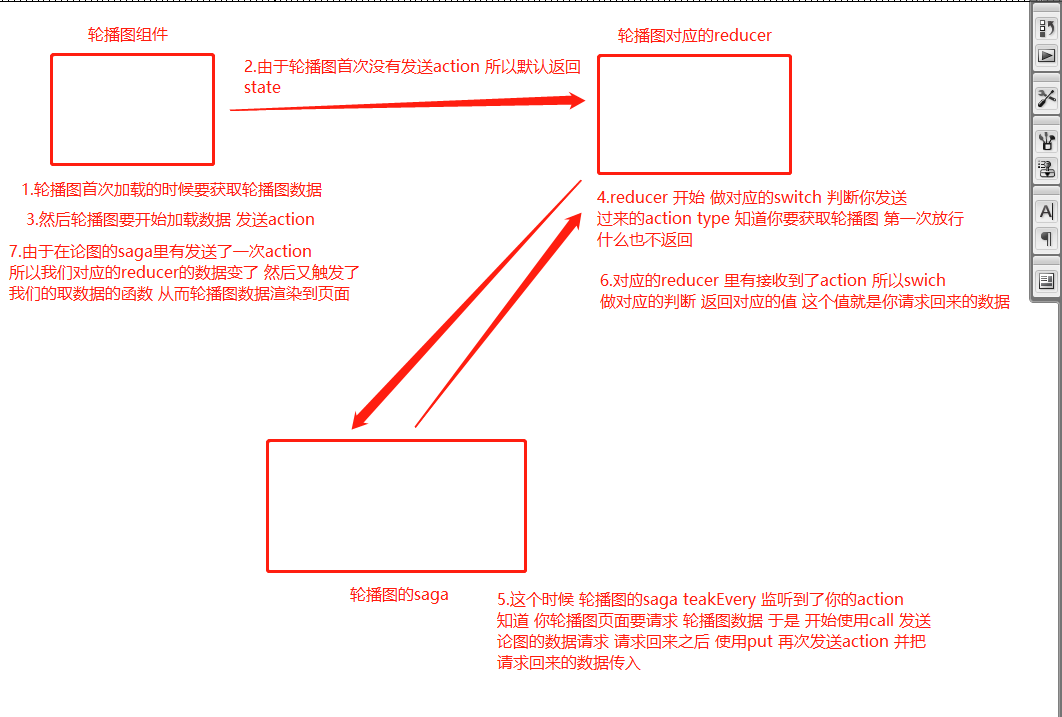 轮播图组件
轮播图对应的reducer
2.由于轮播图首次没有发送action 所以默认返回
state
1.轮播图首次加载的时候要获取轮播图数据
3.然后轮播图要开始加载数据 发送action
7.由于在论图的saga里有发送了一次action
所以我们对应的reducer的数据变了 然后又触发了
我们的取数据的函数 从而轮播图数据渲染到页面
4.reducer 开始 做对应的switch 判断你发送
过来的action type 知道你要获取轮播图 第一次放行
什么也不返回
6.对应的reducer 里有接收到了action 所以swich
做对应的判断 返回对应的值 这个值就是你请求回来的数据
轮播图的saga
5.这个时候 轮播图的saga teakEvery 监听到了你的action
知道 你轮播图页面要请求 轮播图数据 于是 开始使用call 发送
论图的数据请求 请求回来之后 使用put 再次发送action 并把
请求回来的数据传入